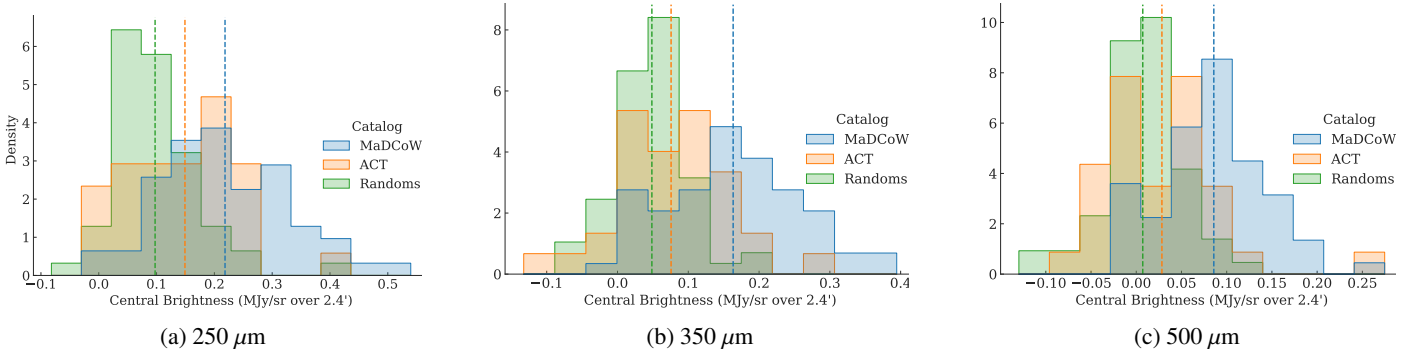 Density
6
5
4
3
2
1
0
−0.1
0.0
0.1
0.2
0.3
0.4
0.5
Central Brightness (MJy/sr over 2.4')
Catalog
MaDCoW
ACT
Randoms
(a) 250 μm
8
6
4
2
0
−0.1
0.0
0.1
0.2
0.3
0.4
Central Brightness (MJy/sr over 2.4')
Catalog
MaDCoW
ACT
Randoms
(b) 350 μm
10
8
6
4
2
0
−0.10
−0.05
0.00
0.05
0.10
0.15
0.20
0.25
Central Brightness (MJy/sr over 2.4')
Catalog
MaDCoW
ACT
Randoms
(c) 500 μm